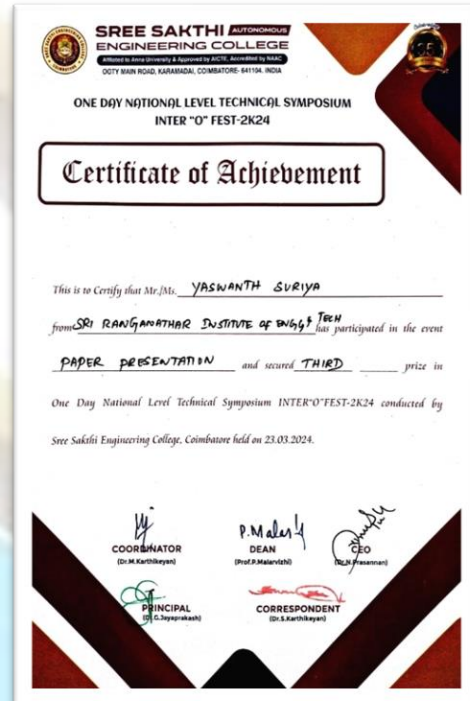 SREE SAKTHI AUTONOMOUS
ENGINEERING COLLEGE
Affiliated to Anna University & Approved by AICTE, Accredited by NAAC
OOTY MAIN ROAD, KARAMADAI, COIMBATORE- 641104. INDIA
ONE DAY NATIONAL LEVEL TECHNICAL SYMPOSIUM
INTER "O" FEST-2K24
Certificate of Achievement
This is to Certify that Mr./Ms. YASWANTH SURIYA
from SRI RANGANATHAR INSTITUTE OF ENGG & TECH has participated in the event
PAPER PRESENTATION and secured THIRD prize in
One Day National Level Technical Symposium INTER"O"FEST-2K24 conducted by
Sree Sakthi Engineering College, Coimbatore held on 23.03.2024.
P.Malar
COORDINATOR DEAN CEO
(Dr.M.Karthikeyan) (Prof.P.Malarvizhi) (Dr.N.Prasannan)
PRINCIPAL CORRESPONDENT
(Dr.G.Jayaprakash) (Dr.S.Karthikeyan)